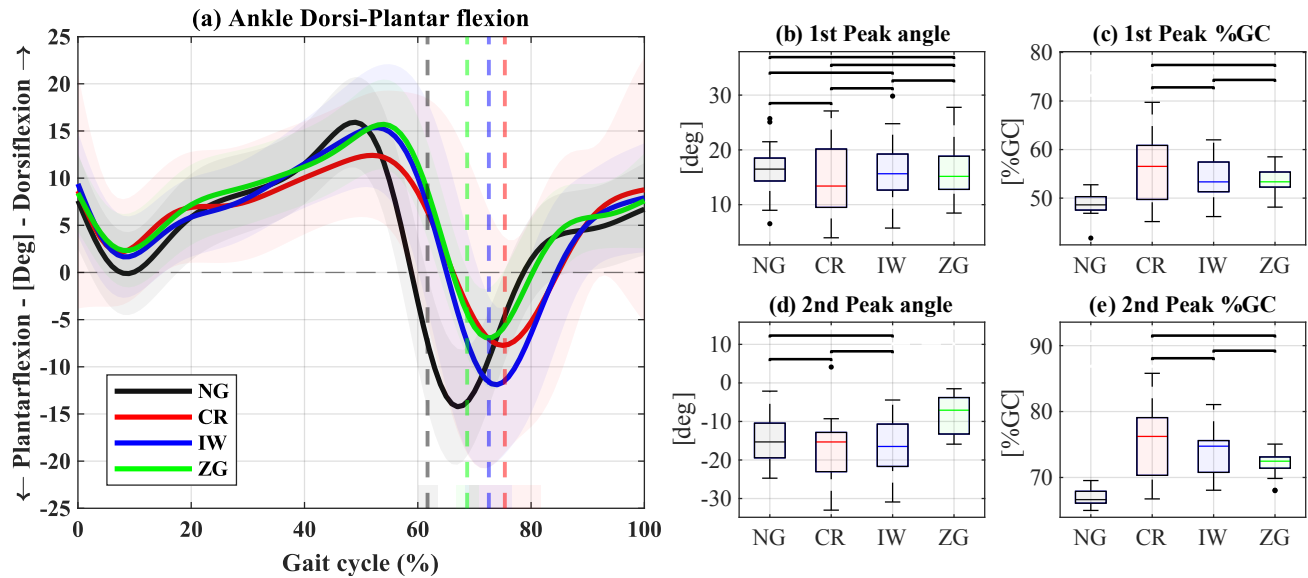 (a) Ankle Dorsi-Plantar flexion
← Plantarflexion - [Deg] - Dorsiflexion →
25
20
15
10
5
0
-5
-10
-15
-20
-25
NG
CR
IW
ZG
0 20 40 60 80 100
Gait cycle (%)
(b) 1st Peak angle
[deg]
30
20
10
NG CR IW ZG
(c) 1st Peak %GC
[%GC]
80
70
60
50
NG CR IW ZG
(d) 2nd Peak angle
[deg]
10
0
-10
-20
-30
NG CR IW ZG
(e) 2nd Peak %GC
[%GC]
90
80
70
NG CR IW ZG